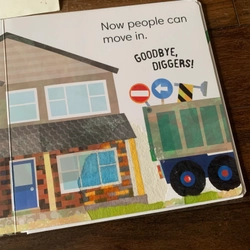 Now people can
move in.
GOODBYE,
DIGGERS!